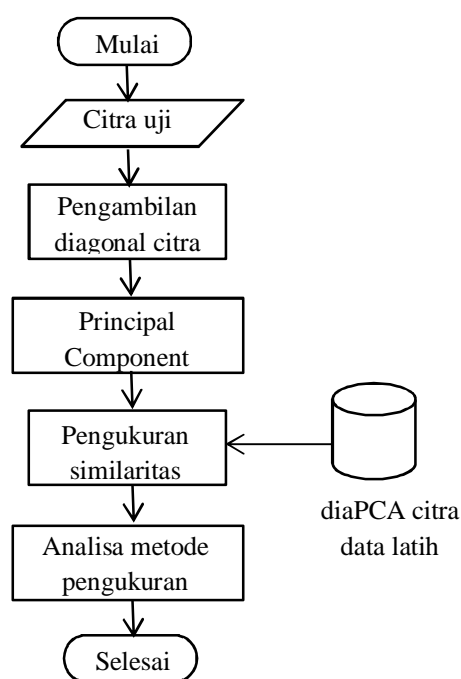 Mulai
Citra uji
Pengambilan
diagonal citra
Principal
Component
Pengukuran
similaritas
diaPCA citra
data latih
Analisa metode
pengukuran
Selesai